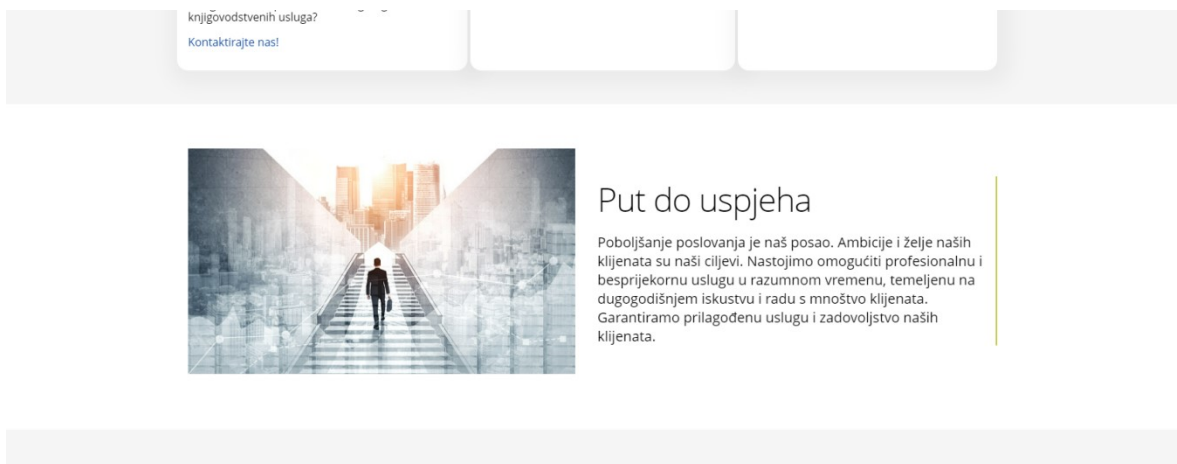 knjigovodstvenih usluga?
Kontaktirajte nas!
Put do uspjeha
Poboljšanje poslovanja je naš posao. Ambicije i želje naših
klijenata su naši ciljevi. Nastojimo omogućiti profesionalnu i
besprijekornu uslugu u razumnom vremenu, temeljenu na
dugogodišnjem iskustvu i radu s mnoštvo klijenata.
Garantiramo prilagođenu uslugu i zadovoljstvo naših
klijenata.